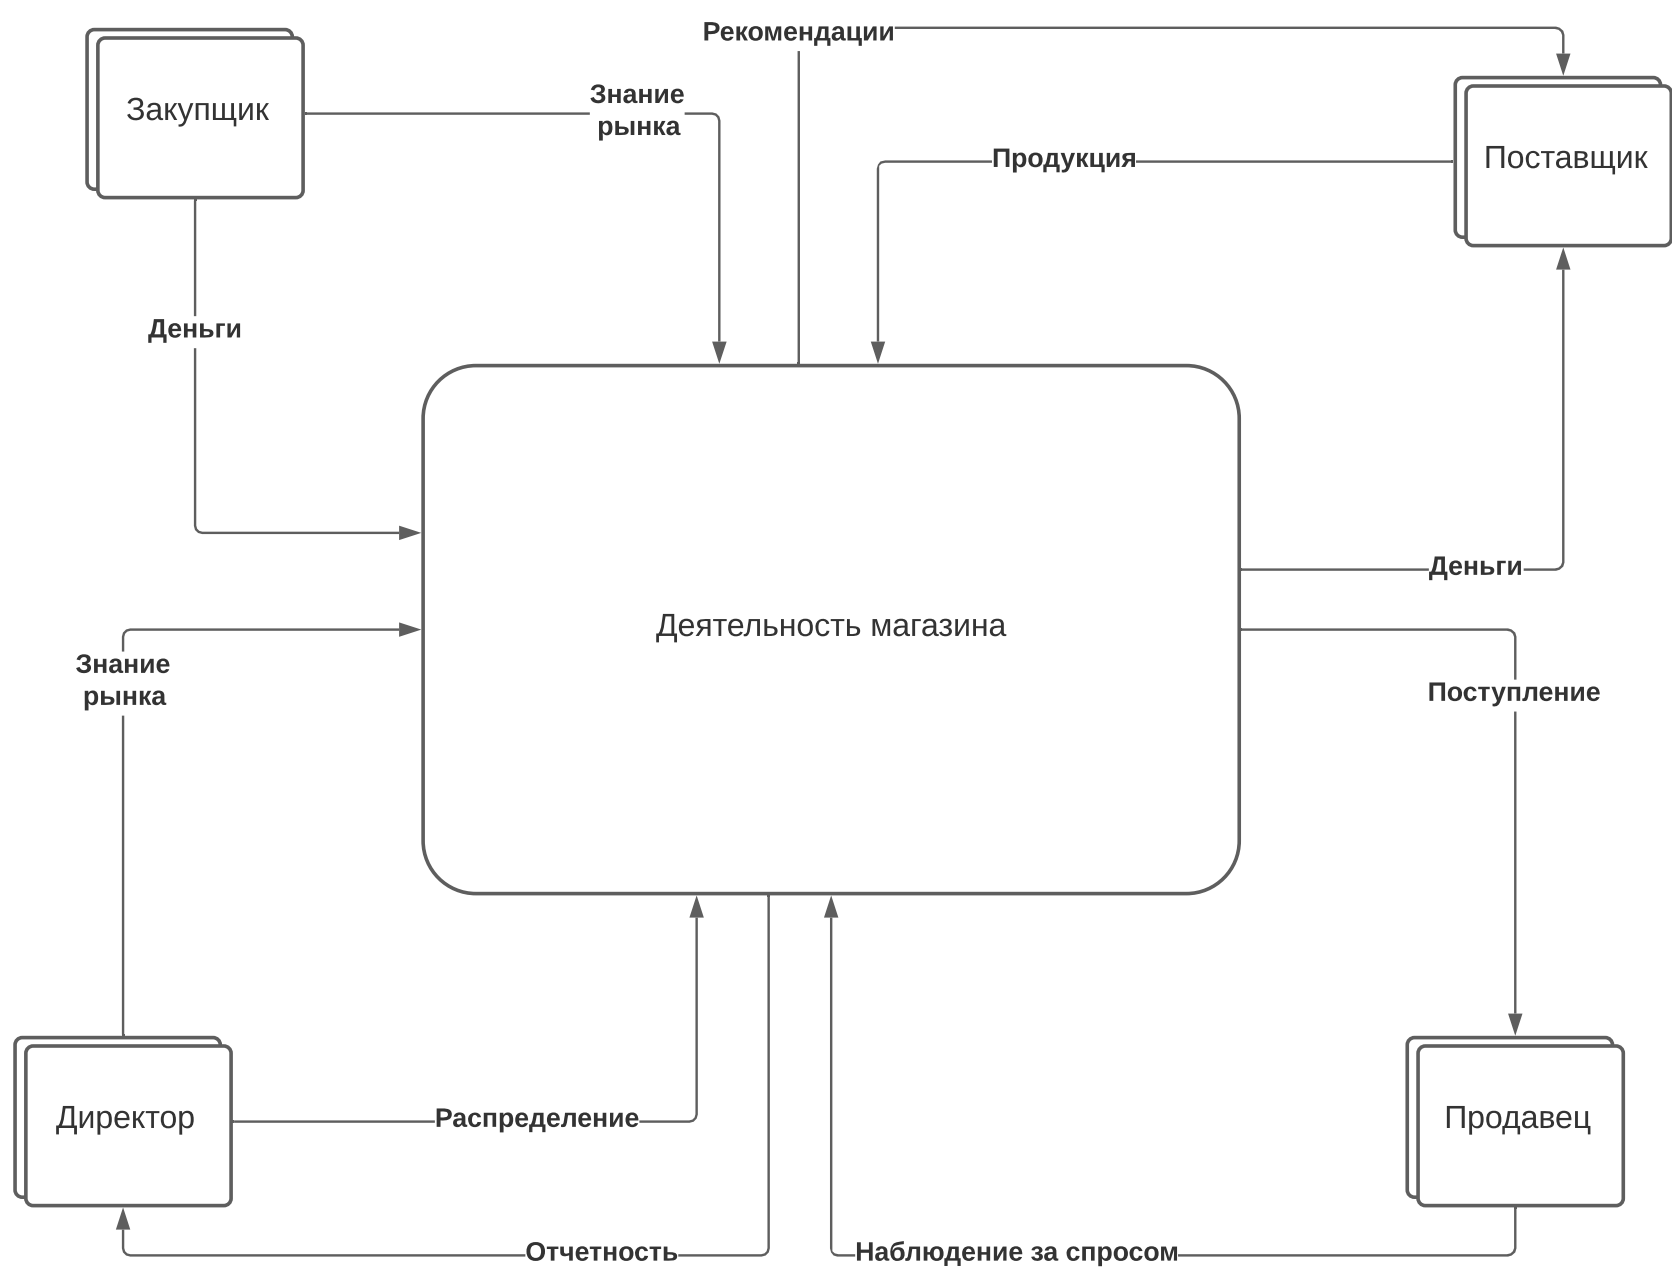 Рекомендации
Закупщик
Знание
рынка
Продукция
Поставщик
Деньги
Деньги
Деятельность магазина
Знание
рынка
Поступление
Директор
Распределение
Продавец
Отчетность
Наблюдение за спросом